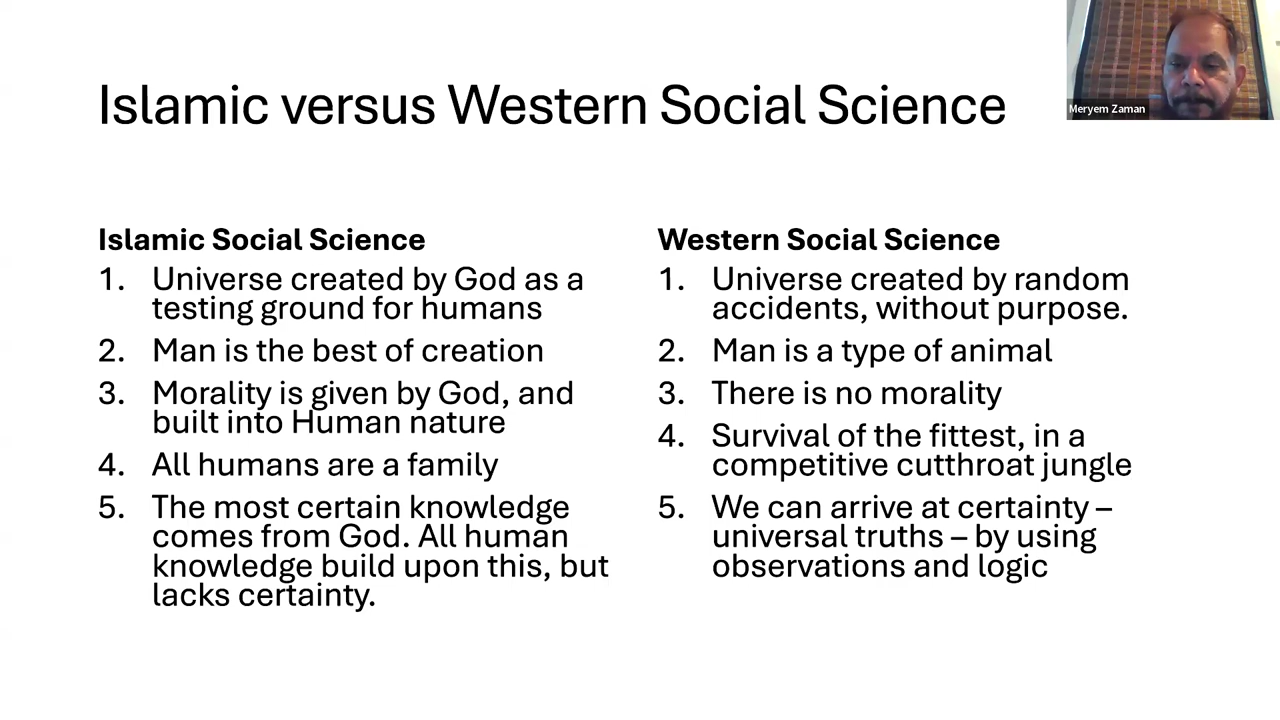 Islamic versus Western Social Science
Meryem Zaman
Islamic Social Science
1. Universe created by God as a
testing ground for humans
2. Man is the best of creation
3. Morality is given by God, and
built into Human nature
4. All humans are a family
5. The most certain knowledge
comes from God. All human
knowledge build upon this, but
lacks certainty.
Western Social Science
1. Universe created by random
accidents, without purpose.
2. Man is a type of animal
3. There is no morality
4. Survival of the fittest, in a
competitive cutthroat jungle
5. We can arrive at certainty –
universal truths – by using
observations and logic